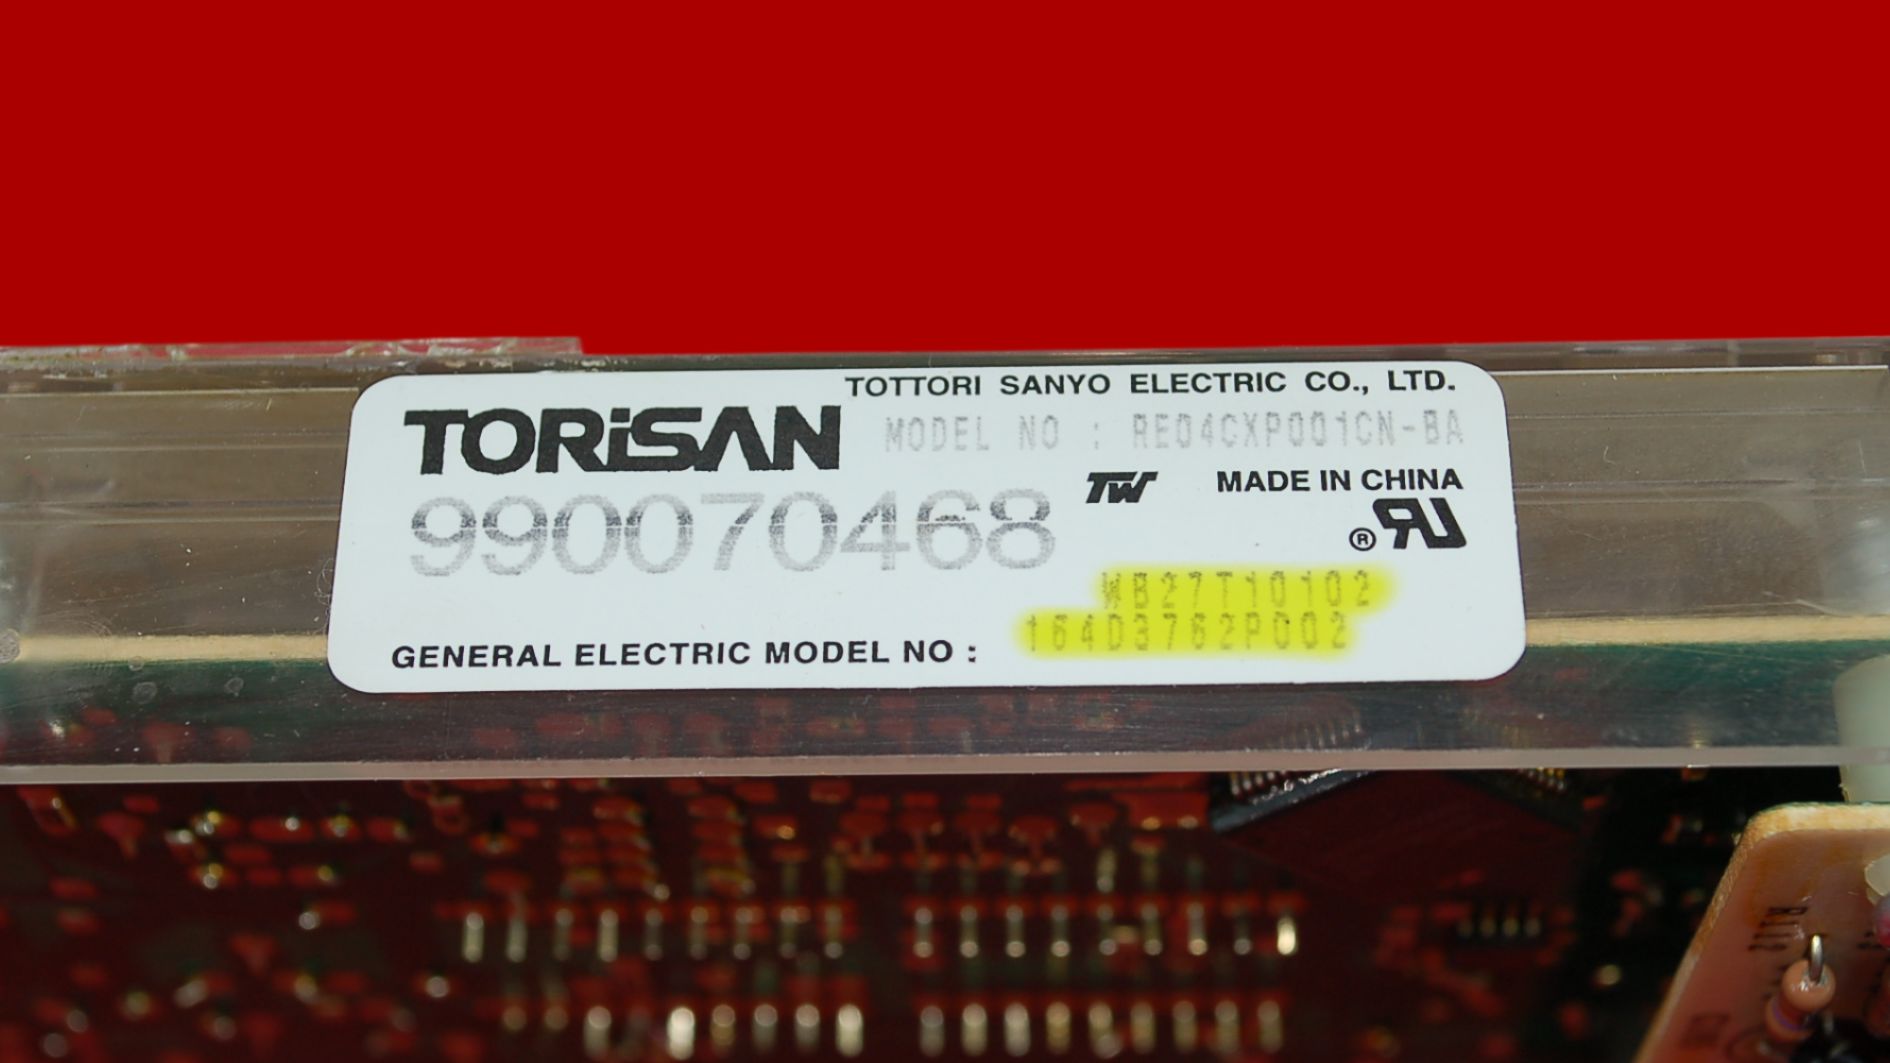 TOTTORI SANYO ELECTRIC CO., LTD.
TORiSAN
MODEL NO : RE04CXP001CN-BA
TW
MADE IN CHINA
990070468
®
WB27T10102
164D3762P002
GENERAL ELECTRIC MODEL NO :